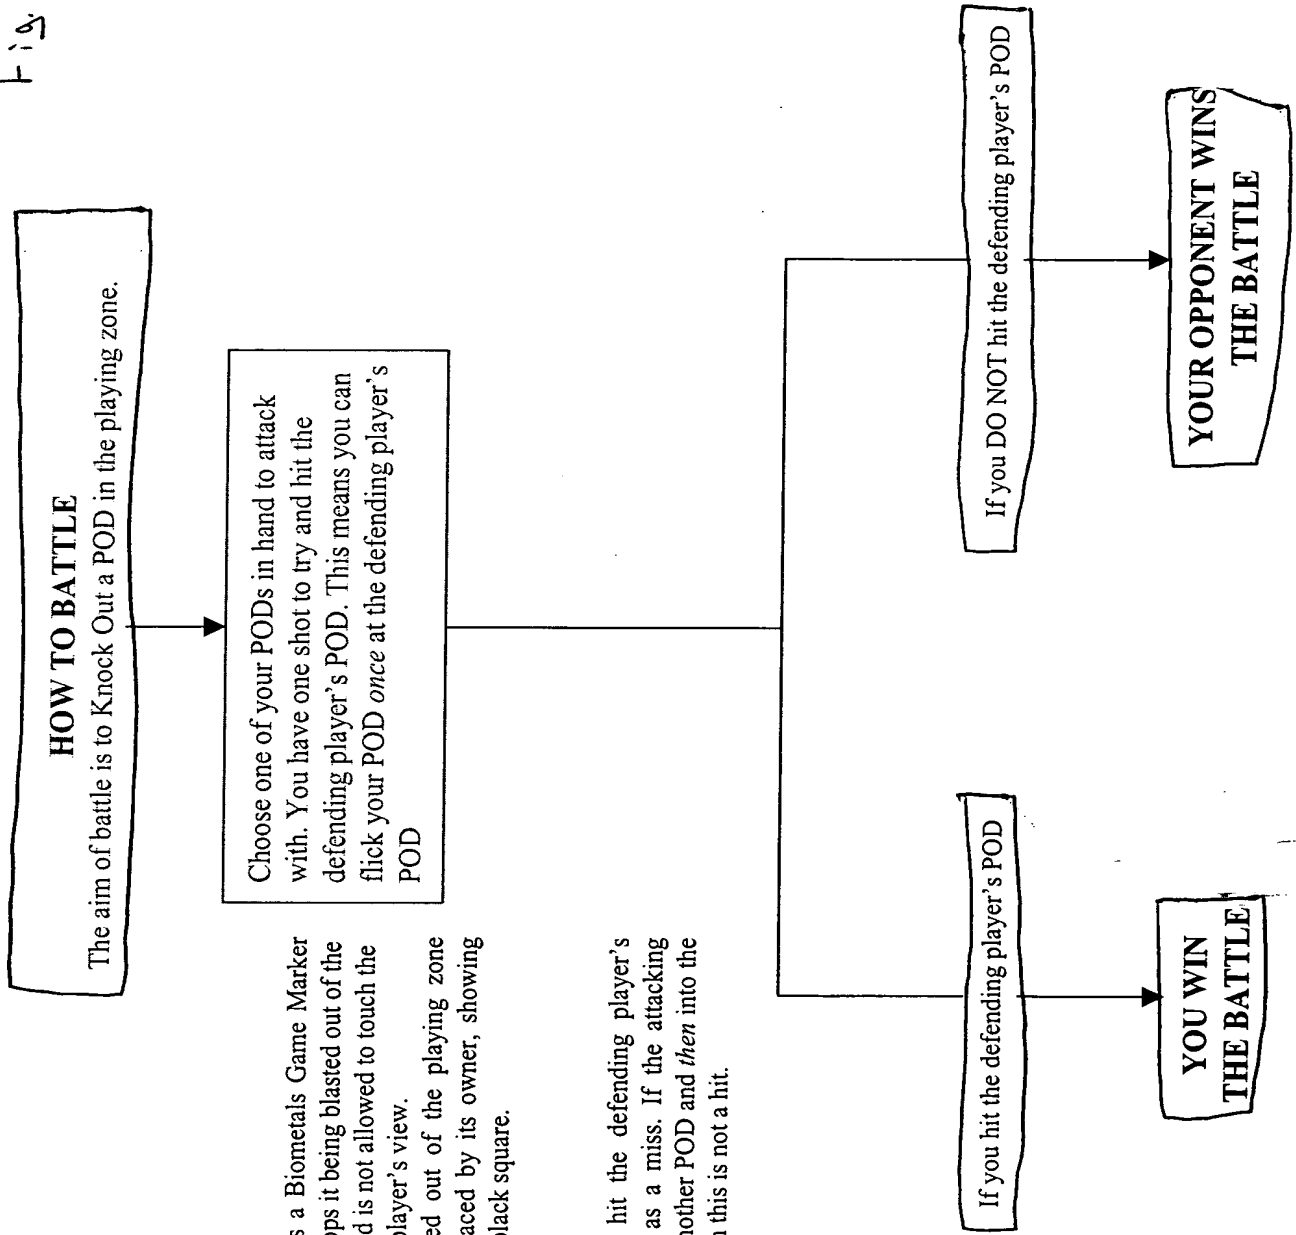 Fig.
HOW TO BATTLE
The aim of battle is to Knock Out a POD in the playing zone.
Choose one of your PODs in hand to attack
with. You have one shot to try and hit the
defending player's POD. This means you can
flick your POD once at the defending player's
POD
a Biometals Game Marker
it being blasted out of the
is not allowed to touch the
player's view.
out of the playing zone
by its owner, showing
black square.
hit the defending player's
as a miss. If the attacking
POD and then into the
this is not a hit.
If you hit the defending player's POD
YOU WIN
THE BATTLE
If you DO NOT hit the defending player's POD
YOUR OPPONENT WINS
THE BATTLE